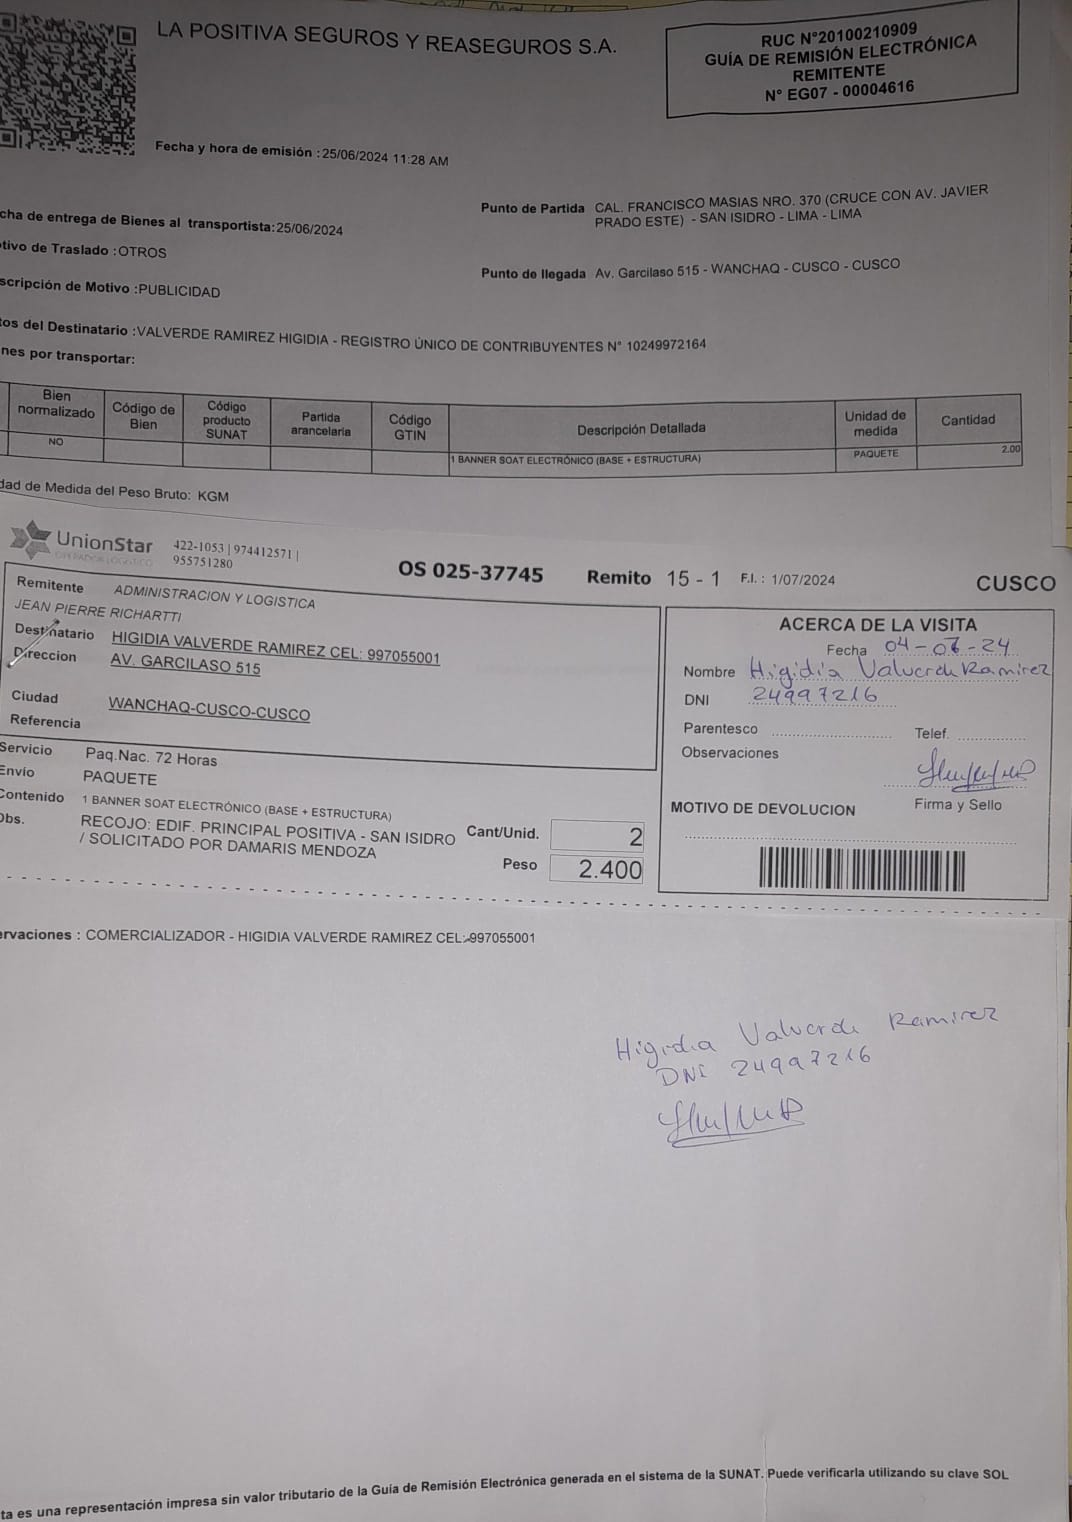 LA POSITIVA SEGUROS Y REASEGUROS S.A.
RUC N°20100210909
GUÍA DE REMISIÓN ELECTRÓNICA
REMITENTE
N° EG07 - 00004616
Fecha y hora de emisión : 25/06/2024 11:28 AM
cha de entrega de Bienes al transportista: 25/06/2024
Punto de Partida CAL. FRANCISCO MASIAS NRO. 370 (CRUCE CON AV. JAVIER
PRADO ESTE) - SAN ISIDRO - LIMA - LIMA
tivo de Traslado : OTROS
Punto de llegada Av. Garcilaso 515 - WANCHAQ - CUSCO - CUSCO
scripción de Motivo : PUBLICIDAD
tos del Destinatario : VALVERDE RAMIREZ HIGIDIA - REGISTRO ÚNICO DE CONTRIBUYENTES N° 10249972164
nes por transportar:
Bien normalizado Código de Bien Código producto SUNAT Partida arancelaria Código GTIN Descripción Detallada Unidad de medida Cantidad
NO 1 BANNER SOAT ELECTRÓNICO (BASE + ESTRUCTURA) PAQUETE 2.00
dad de Medida del Peso Bruto: KGM
UnionStar
OPERADOR LOGISTICO
422-1053 | 974412571 |
955751280
OS 025-37745 Remito 15 - 1 F.I. : 1/07/2024 CUSCO
Remitente ADMINISTRACION Y LOGISTICA
JEAN PIERRE RICHARTTI
Destinatario HIGIDIA VALVERDE RAMIREZ CEL: 997055001
Direccion AV. GARCILASO 515
Ciudad WANCHAQ-CUSCO-CUSCO
Referencia
Servicio Paq.Nac. 72 Horas
Envío PAQUETE
Contenido 1 BANNER SOAT ELECTRÓNICO (BASE + ESTRUCTURA)
Obs. RECOJO: EDIF. PRINCIPAL POSITIVA - SAN ISIDRO
/ SOLICITADO POR DAMARIS MENDOZA
Cant/Unid. 2
Peso 2.400
ACERCA DE LA VISITA
Fecha 04-07-24
Nombre Higidia Valverde Ramirez
DNI 24997216
Parentesco Telef.
Observaciones
Firma y Sello
MOTIVO DE DEVOLUCION
ervaciones : COMERCIALIZADOR - HIGIDIA VALVERDE RAMIREZ CEL: 997055001
Higidia Valverde Ramirez
DNI 24997216
ta es una representación impresa sin valor tributario de la Guía de Remisión Electrónica generada en el sistema de la SUNAT. Puede verificarla utilizando su clave SOL